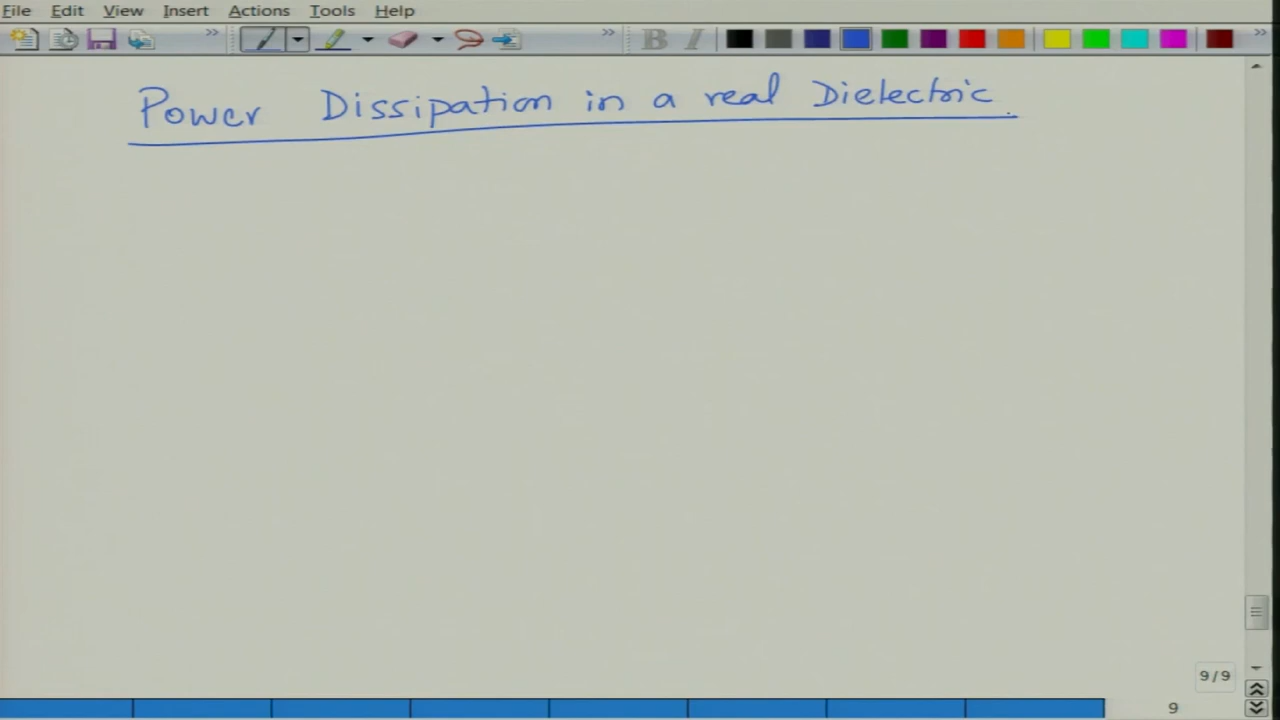 File Edit View Insert Actions Tools Help
B I
Power Dissipation in a real Dielectric.
9/9
9